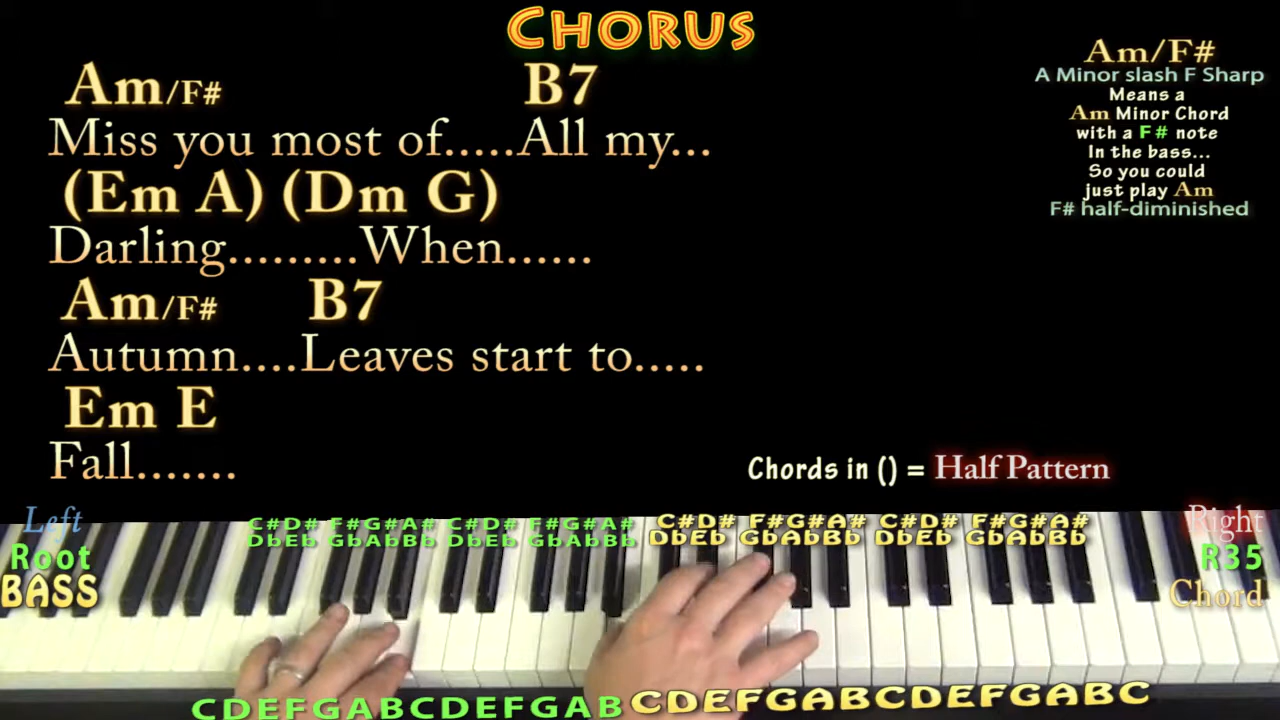 CHORUS
Am/F# B7
Miss you most of.....All my...
(Em A) (Dm G)
Darling.........When......
Am/F# B7
Autumn....Leaves start to.....
Em E
Fall.......
Am/F#
A Minor slash F Sharp
Means a
Am Minor Chord
with a F# note
In the bass...
So you could
just play Am
F# half-diminished
Chords in () = Half Pattern
Left
Root
BASS
C#D# F#G#A# C#D# F#G#A# C#D# F#G#A# C#D# F#G#A#
DbEb GbAbBb DbEb GbAbBb DbEb GbAbBb DbEb GbAbBb
Right
R35
Chord
CDEFGABCDEFGAB CDEFGABCDEFGABC